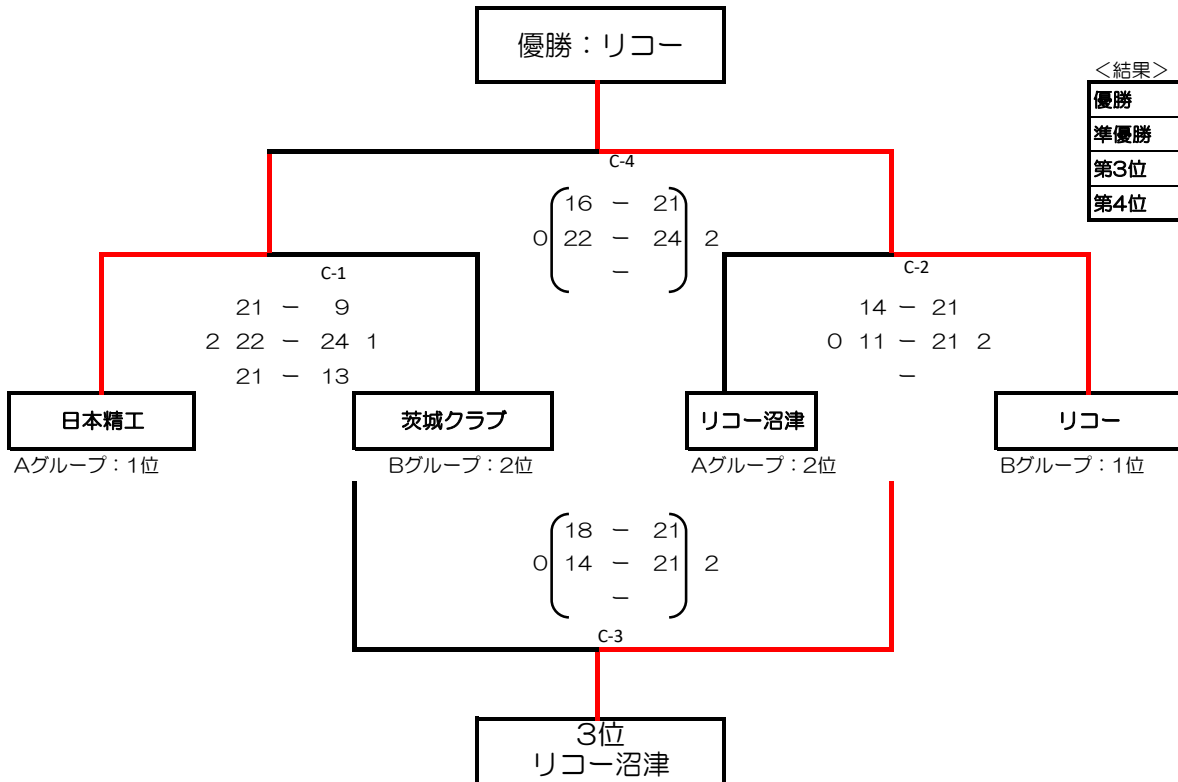 優勝：リコー
＜結果＞
優勝
準優勝
第3位
第4位
C-4
16 － 21
0 22 － 24 2
－
C-1
21 － 9
2 22 － 24 1
21 － 13
C-2
14 － 21
0 11 － 21 2
－
日本精工
茨城クラブ
リコー沼津
リコー
Aグループ：1位
Bグループ：2位
Aグループ：2位
Bグループ：1位
18 － 21
0 14 － 21 2
－
C-3
3位
リコー沼津